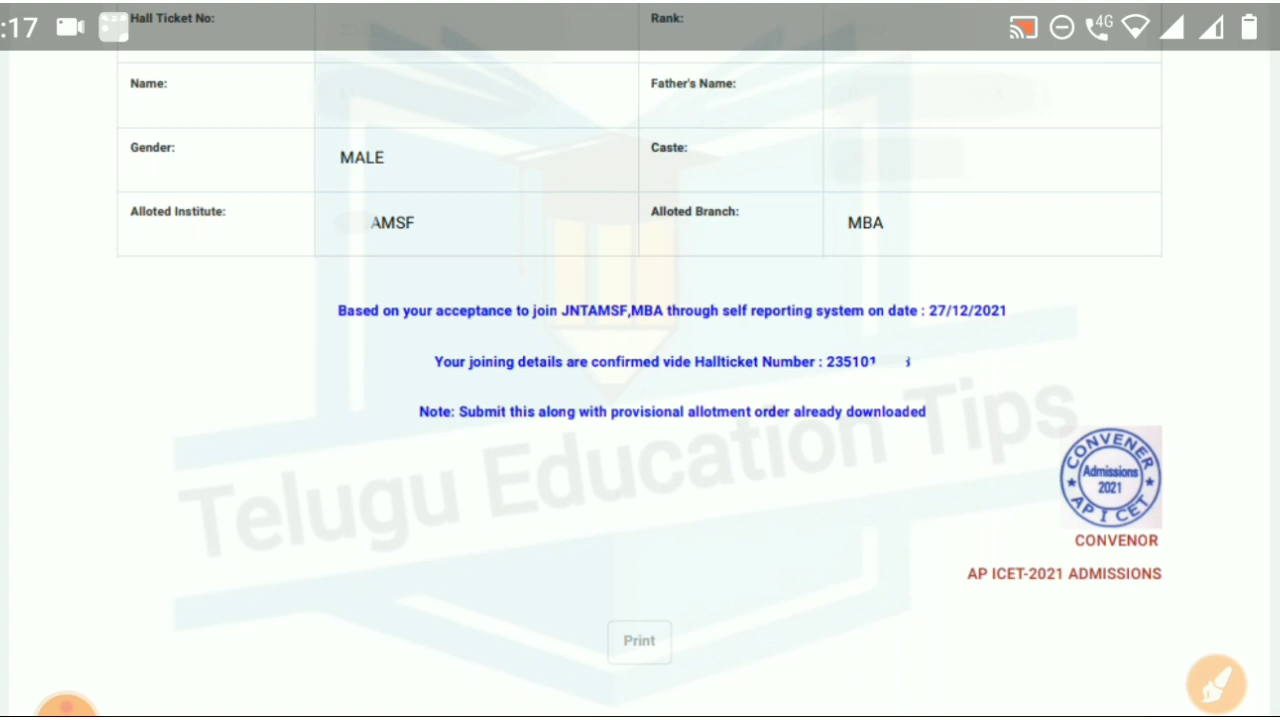 :17 4G
Hall Ticket No: Rank:
Name: Father's Name:
Gender: MALE Caste:
Alloted Institute: AMSF Alloted Branch: MBA
Based on your acceptance to join JNTAMSF,MBA through self reporting system on date : 27/12/2021
Your joining details are confirmed vide Hallticket Number : 235101
Note: Submit this along with provisional allotment order already downloaded
Telugu Education Tips
CONVENER
Admissions
2021
AP I CET
CONVENOR
AP ICET-2021 ADMISSIONS
Print